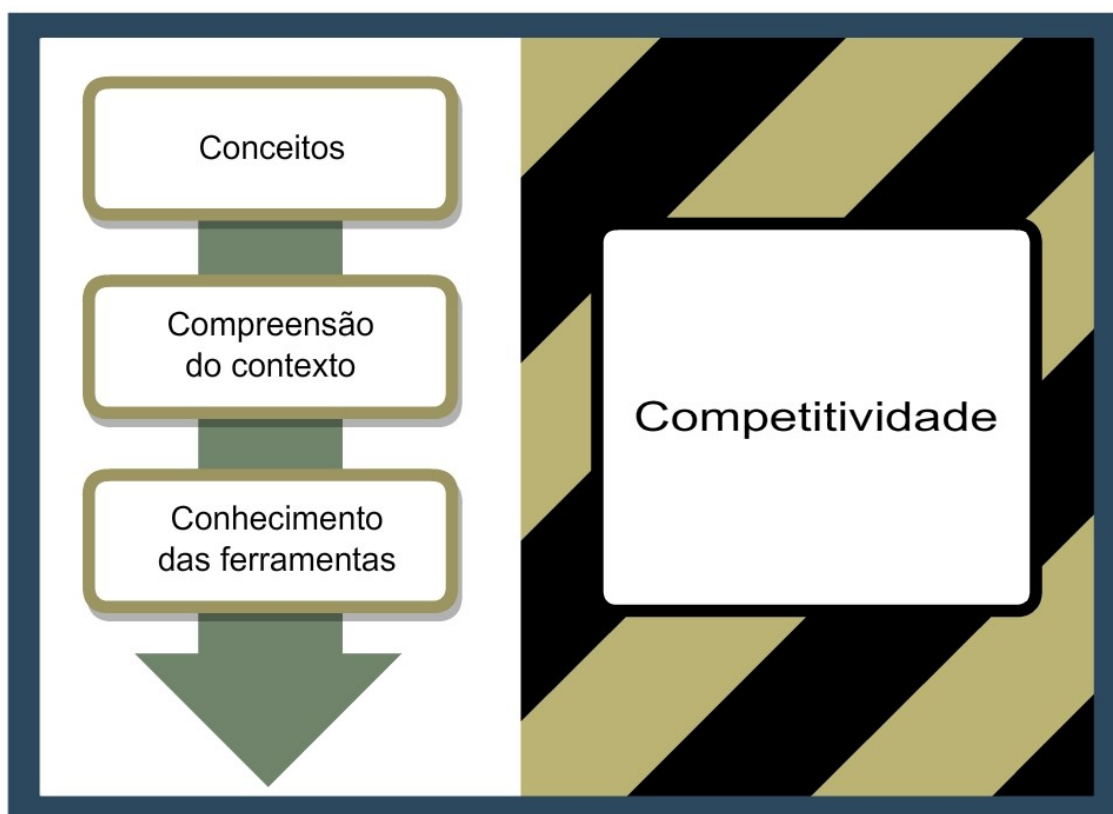 Conceitos
Compreensão
do contexto
Conhecimento
das ferramentas
Competitividade